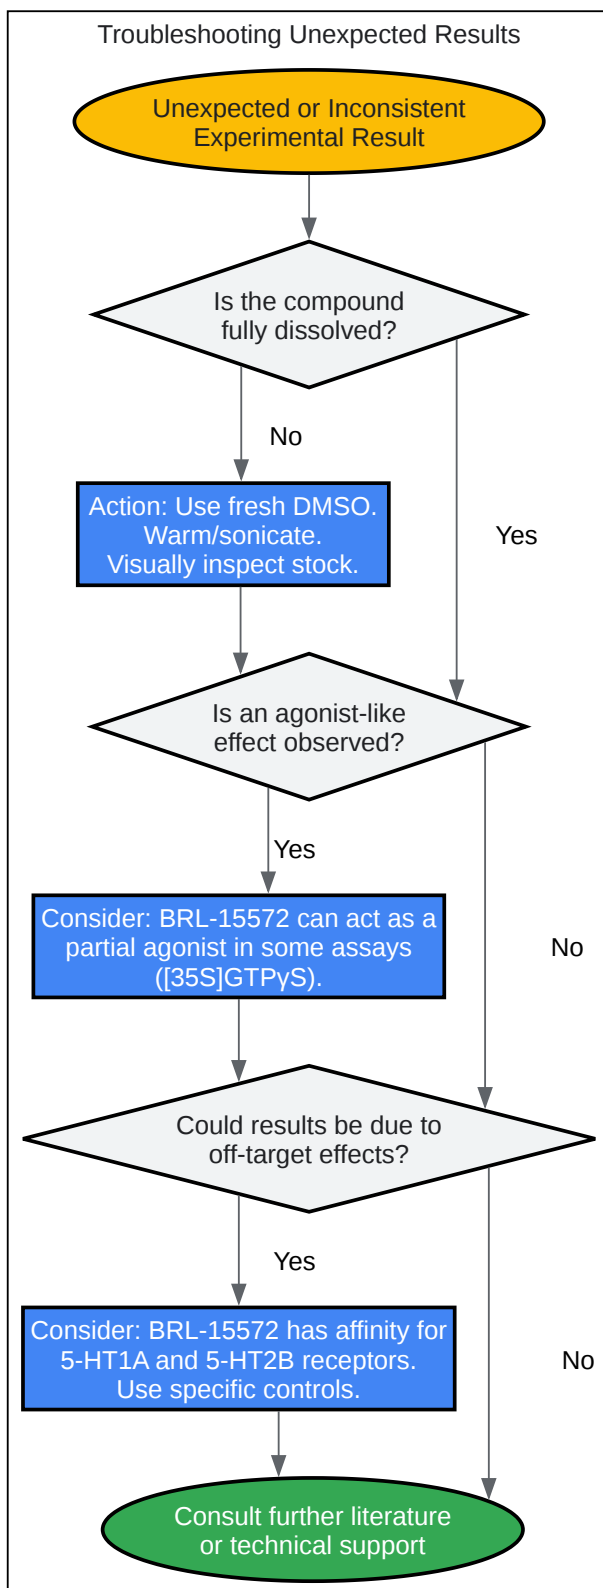 Troubleshooting Unexpected Results
Unexpected or Inconsistent
Experimental Result
Is the compound
fully dissolved?
No
Action: Use fresh DMSO.
Warm/sonicate.
Visually inspect stock.
Yes
Is an agonist-like
effect observed?
Yes
Consider: BRL-15572 can act as a
partial agonist in some assays
([35S]GTPγS).
No
Could results be due to
off-target effects?
Yes
Consider: BRL-15572 has affinity for
5-HT1A and 5-HT2B receptors.
Use specific controls.
No
Consult further literature
or technical support